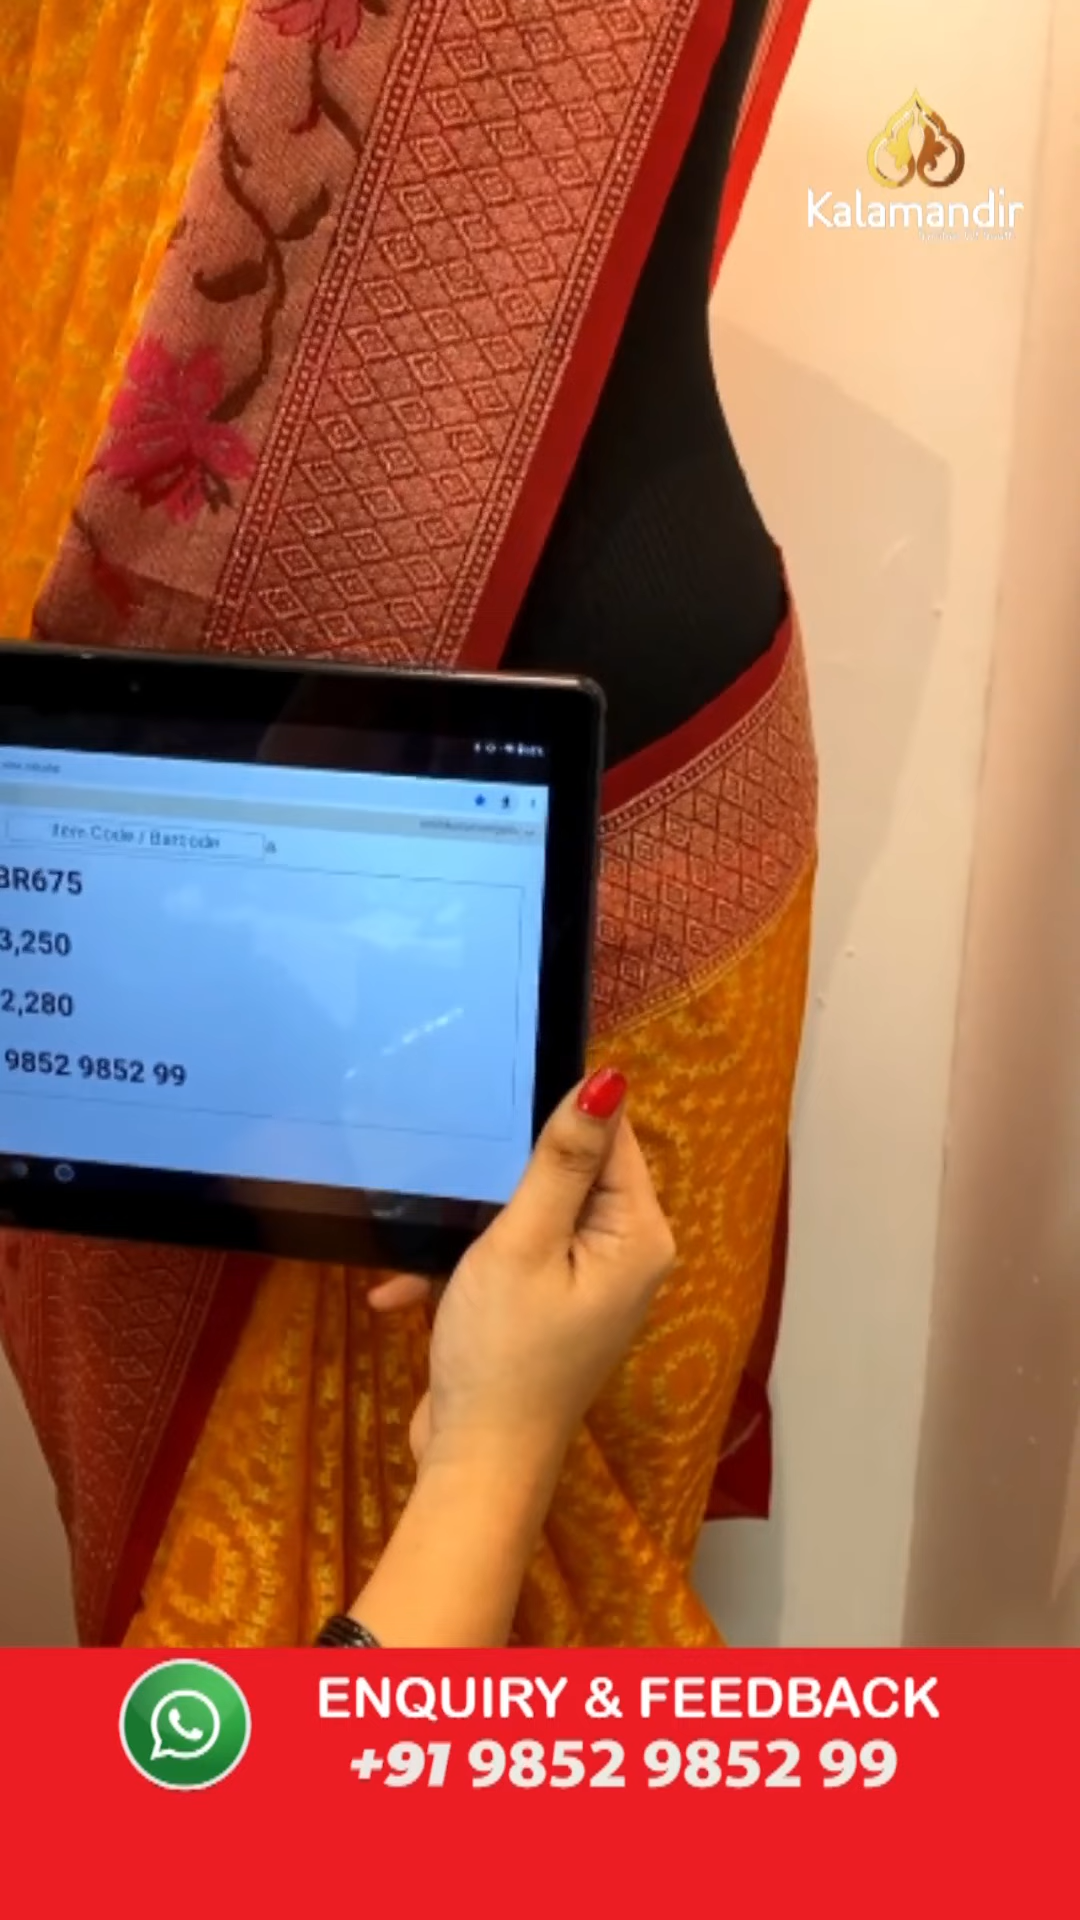 Kalamandir
Item Code / Barcode
BR675
3,250
2,280
9852 9852 99
ENQUIRY & FEEDBACK
+91 9852 9852 99